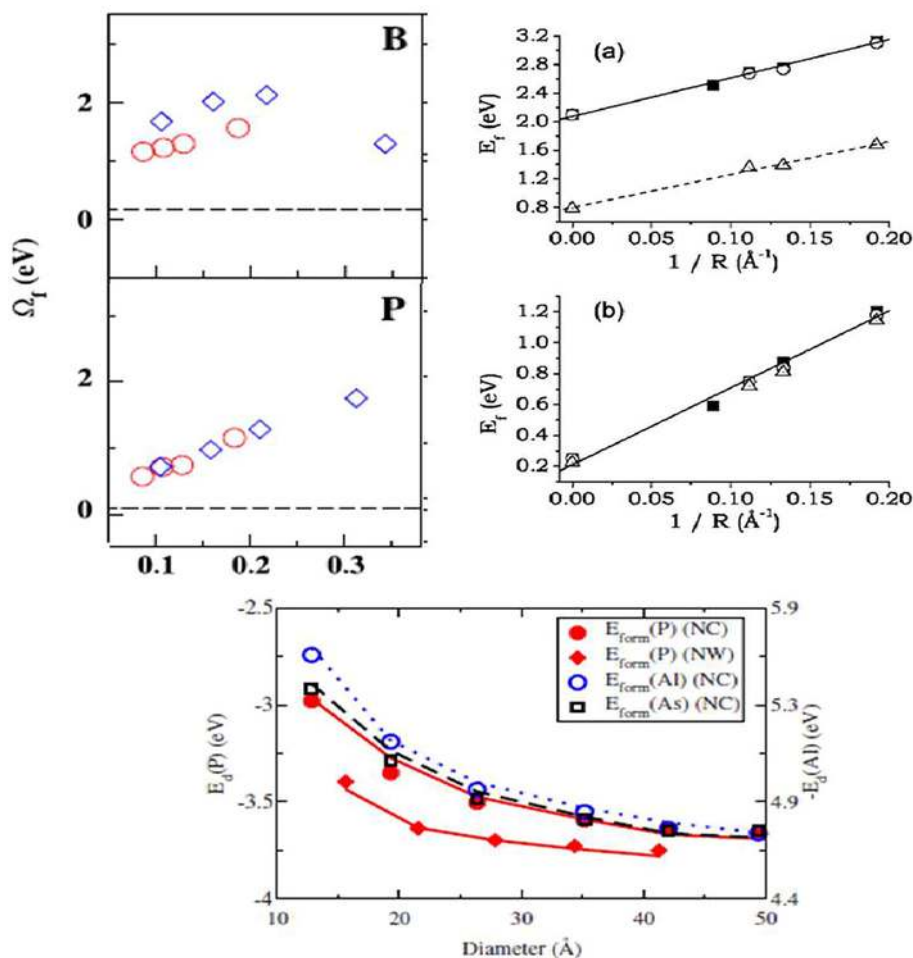 B
2
0
Ω_f (eV)
P
2
0
0.1 0.2 0.3
(a)
3.2
2.8
2.4
2.0
1.6
1.2
0.8
E_f (eV)
0.00 0.05 0.10 0.15 0.20
1 / R (Å⁻¹)
(b)
1.2
1.0
0.8
0.6
0.4
0.2
E_f (eV)
0.00 0.05 0.10 0.15 0.20
1 / R (Å⁻¹)
-2.5
-3
-3.5
-4
E_d(P) (eV)
E_form(P) (NC)
E_form(P) (NW)
E_form(Al) (NC)
E_form(As) (NC)
5.9
5.3
4.9
4.4
-E_d(Al) (eV)
10 20 30 40 50
Diameter (Å)